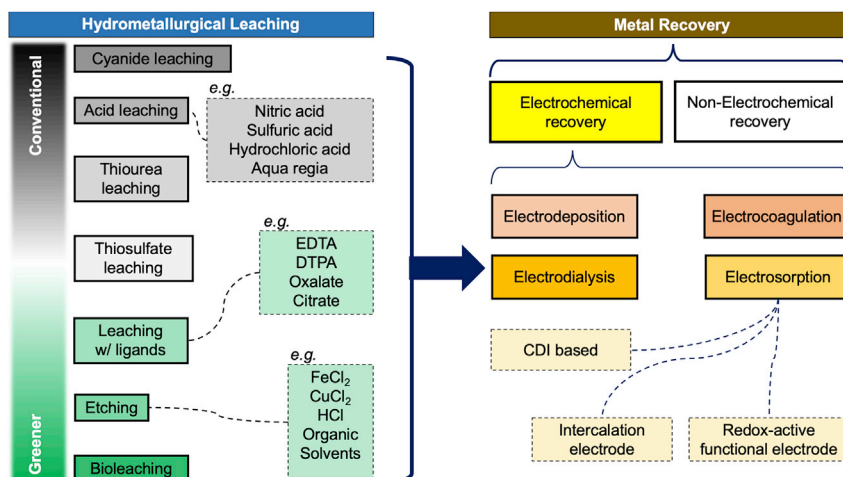 Hydrometallurgical Leaching
Conventional
Greener
Cyanide leaching
Acid leaching
e.g.
Nitric acid
Sulfuric acid
Hydrochloric acid
Aqua regia
Thiourea
leaching
Thiosulfate
leaching
e.g.
EDTA
DTPA
Oxalate
Citrate
Leaching
w/ ligands
Etching
e.g.
FeCl₂
CuCl₂
HCl
Organic
Solvents
Bioleaching
Metal Recovery
Electrochemical
recovery
Non-Electrochemical
recovery
Electrodeposition
Electrocoagulation
Electrodialysis
Electrosorption
CDI based
Intercalation
electrode
Redox-active
functional electrode